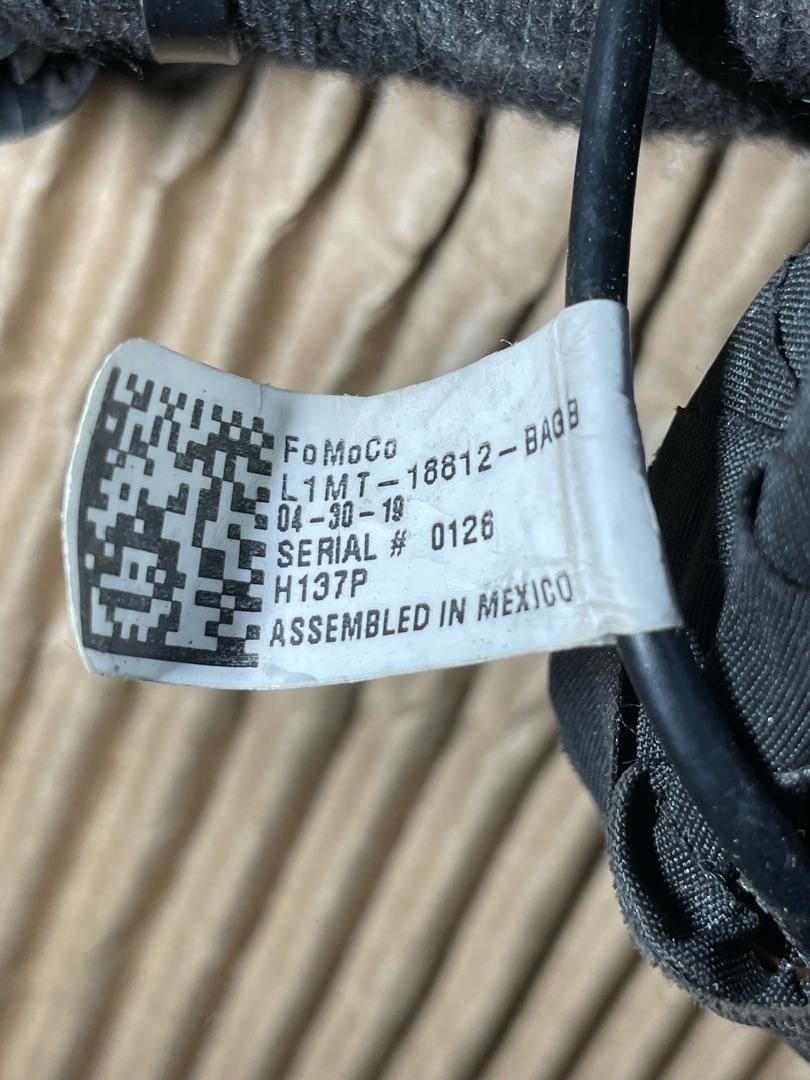 FoMoCo
L1MT-18812-BAGB
04-30-19
SERIAL # 0126
H137P
ASSEMBLED IN MEXICO